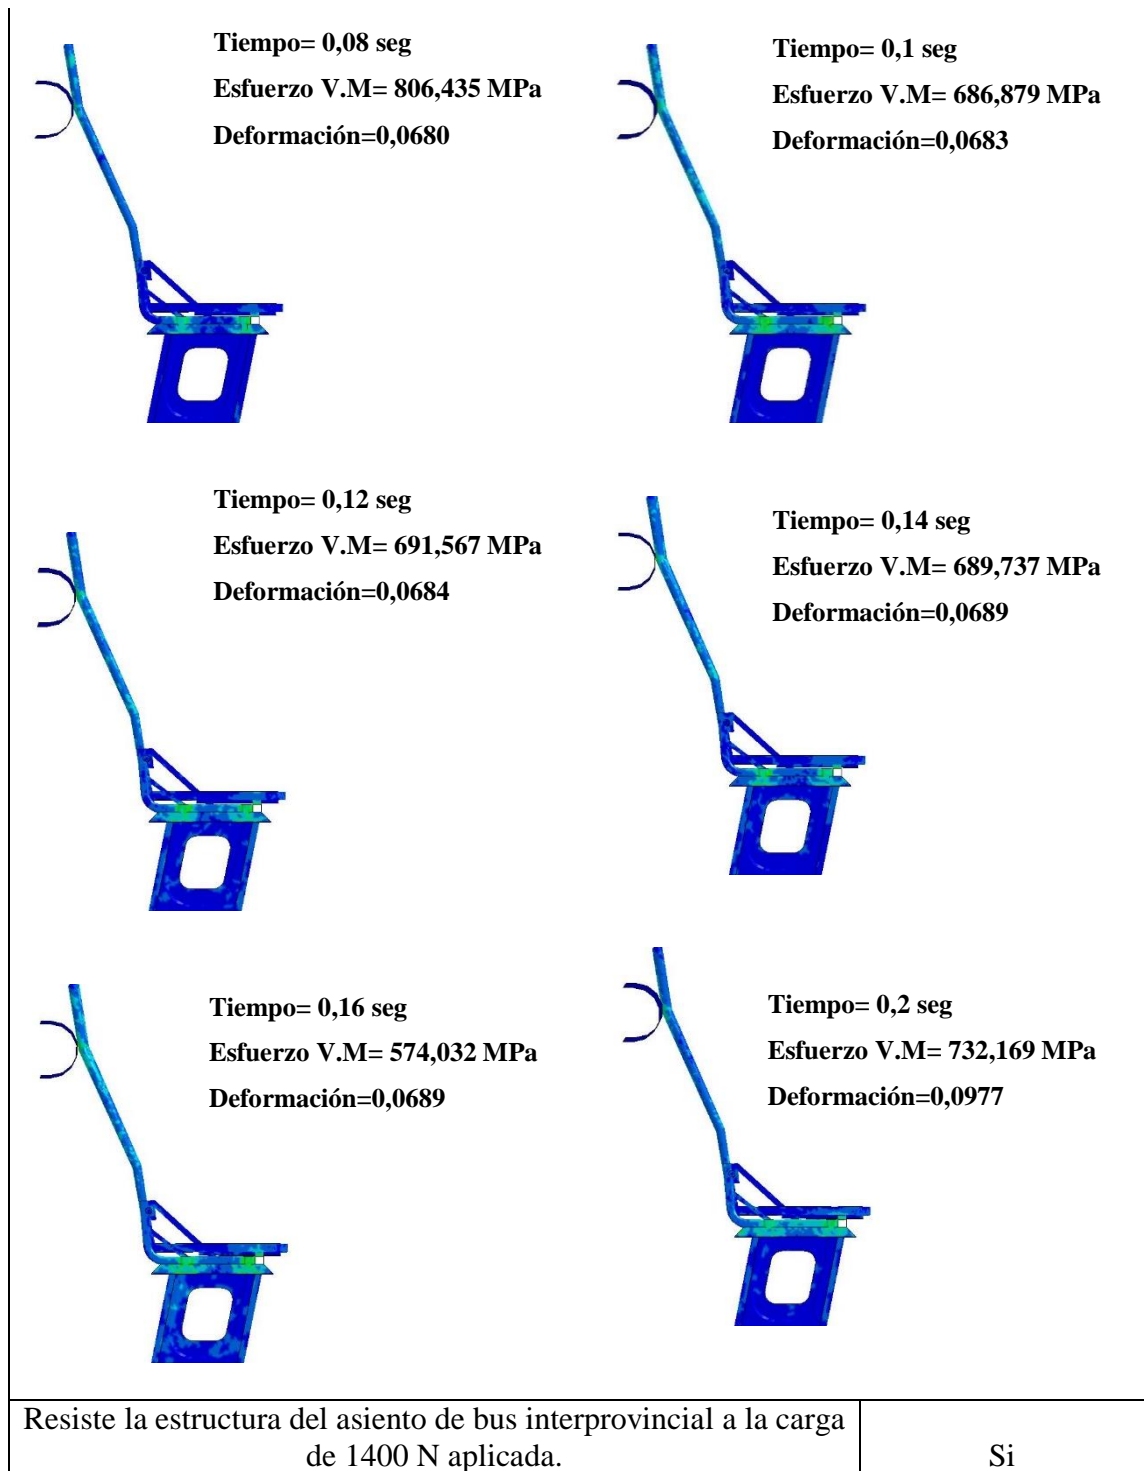 Tiempo= 0,08 seg
Esfuerzo V.M= 806,435 MPa
Deformación=0,0680
Tiempo= 0,1 seg
Esfuerzo V.M= 686,879 MPa
Deformación=0,0683
Tiempo= 0,12 seg
Esfuerzo V.M= 691,567 MPa
Deformación=0,0684
Tiempo= 0,14 seg
Esfuerzo V.M= 689,737 MPa
Deformación=0,0689
Tiempo= 0,16 seg
Esfuerzo V.M= 574,032 MPa
Deformación=0,0689
Tiempo= 0,2 seg
Esfuerzo V.M= 732,169 MPa
Deformación=0,0977
Resiste la estructura del asiento de bus interprovincial a la carga
de 1400 N aplicada.
Si